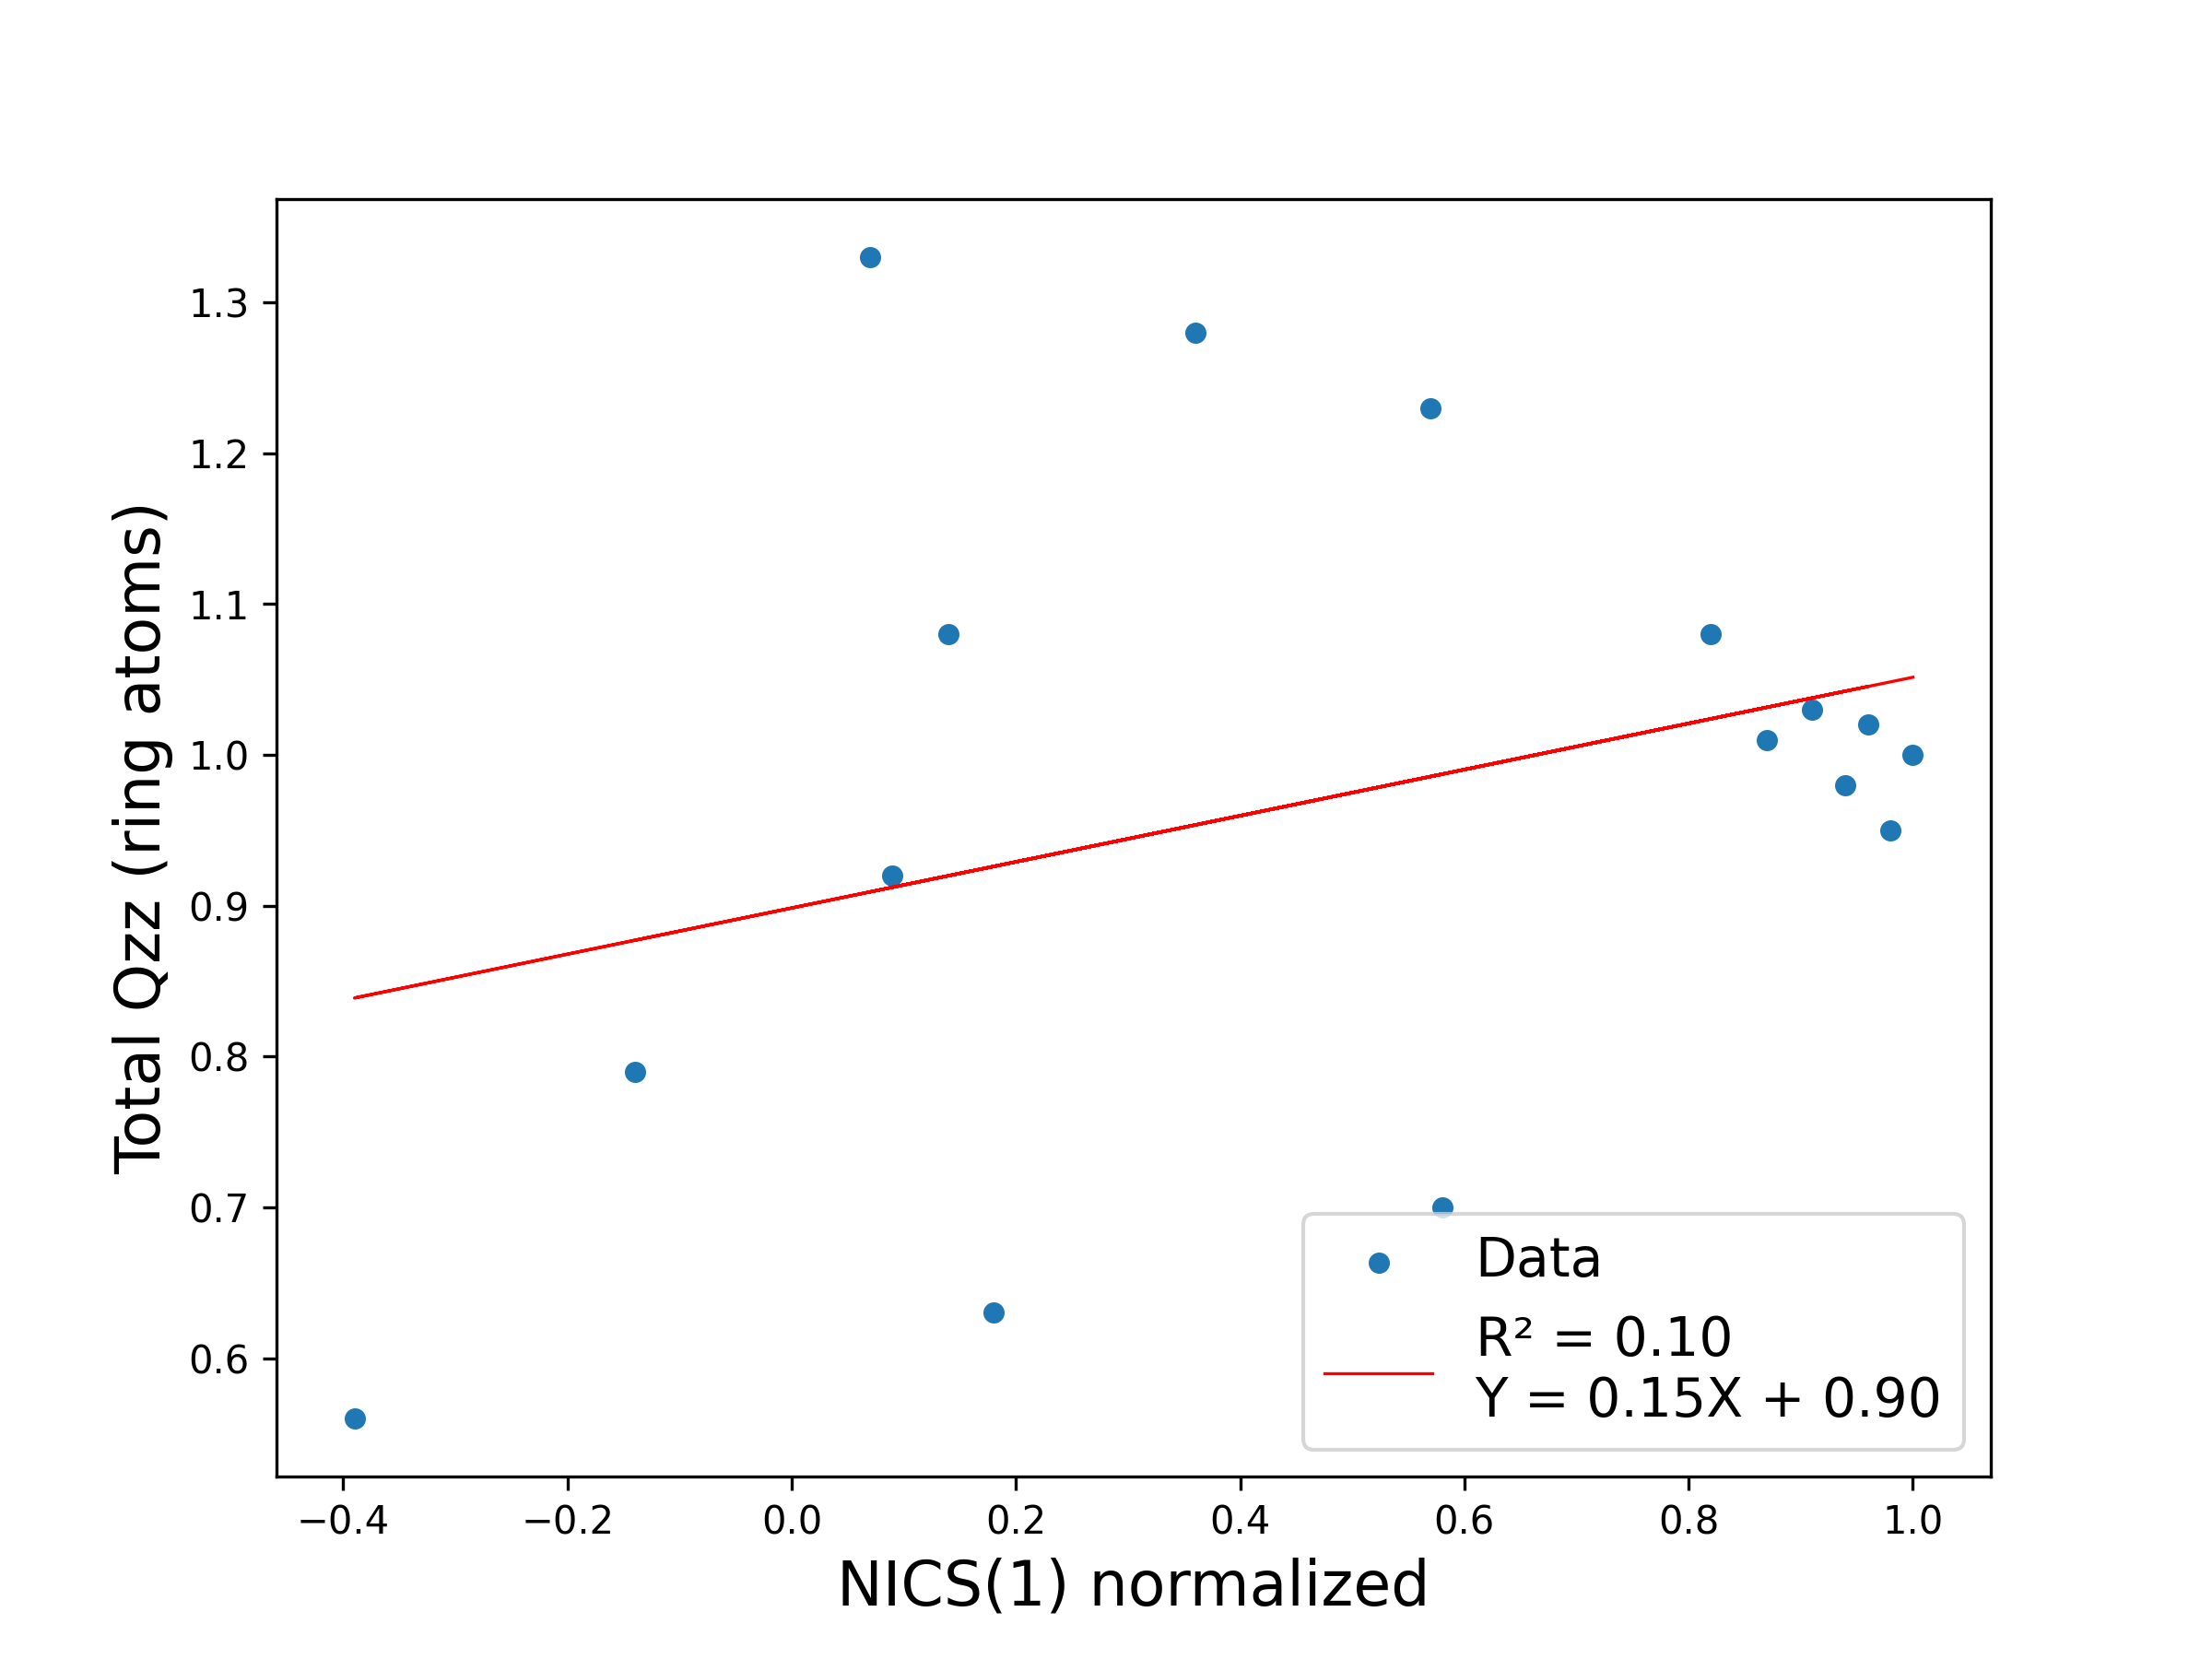 Total Qzz (ring atoms)
1.3
1.2
1.1
1.0
0.9
0.8
0.7
0.6
Data
R² = 0.10
Y = 0.15X + 0.90
−0.4 −0.2 0.0 0.2 0.4 0.6 0.8 1.0
NICS(1) normalized